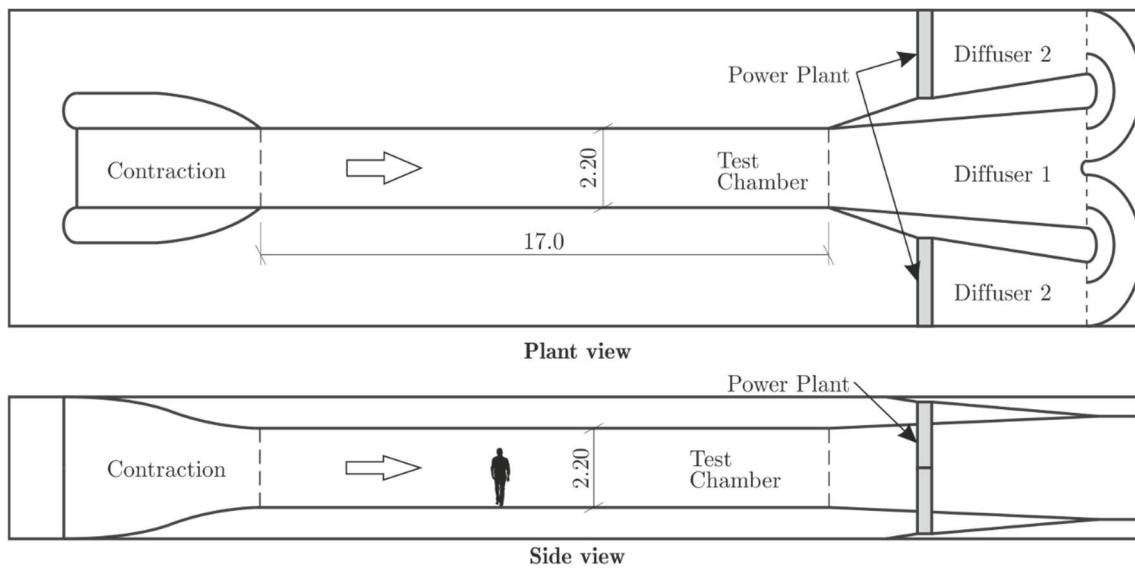 Diffuser 2
Power Plant
Contraction
2.20
Test
Chamber
Diffuser 1
17.0
Diffuser 2
Plant view
Power Plant
Contraction
2.20
Test
Chamber
Side view